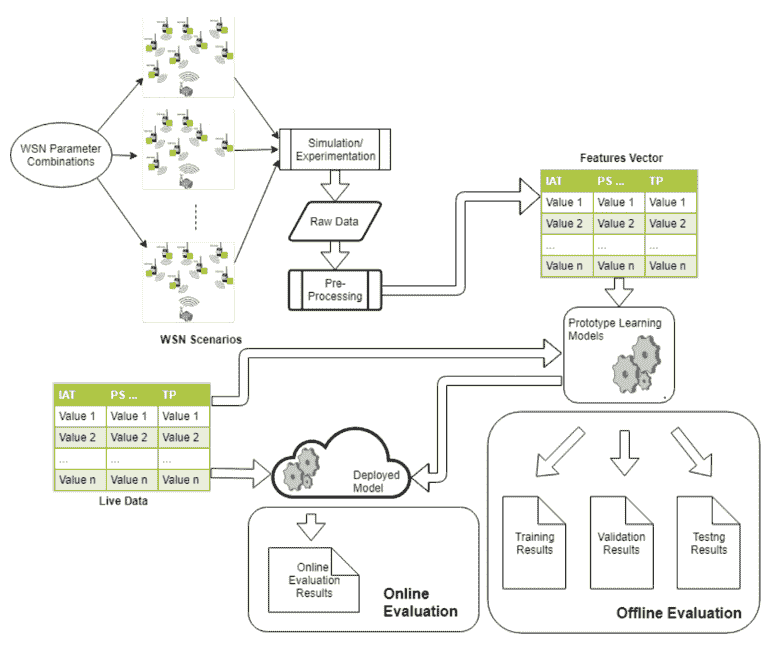 WSN Parameter
Combinations
Simulation/
Experimentation
Raw Data
Pre-
Processing
WSN Scenarios
Features Vector
IAT PS ... TP
Value 1 Value 1 Value 1
Value 2 Value 2 Value 2
... ... ...
Value n Value n Value n
Prototype Learning
Models
IAT PS ... TP
Value 1 Value 1 Value 1
Value 2 Value 2 Value 2
... ... ...
Value n Value n Value n
Live Data
Deployed
Model
Online
Evaluation
Results
Online
Evaluation
Training
Results
Validation
Results
Testng
Results
Offline Evaluation